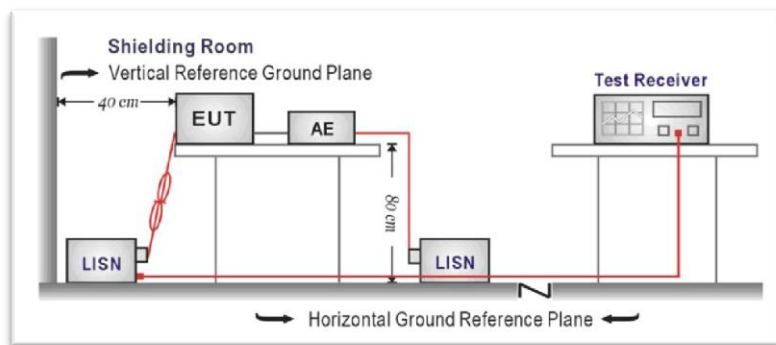 Shielding Room
Vertical Reference Ground Plane
40 cm
Test Receiver
EUT
AE
80 cm
LISN
LISN
Horizontal Ground Reference Plane